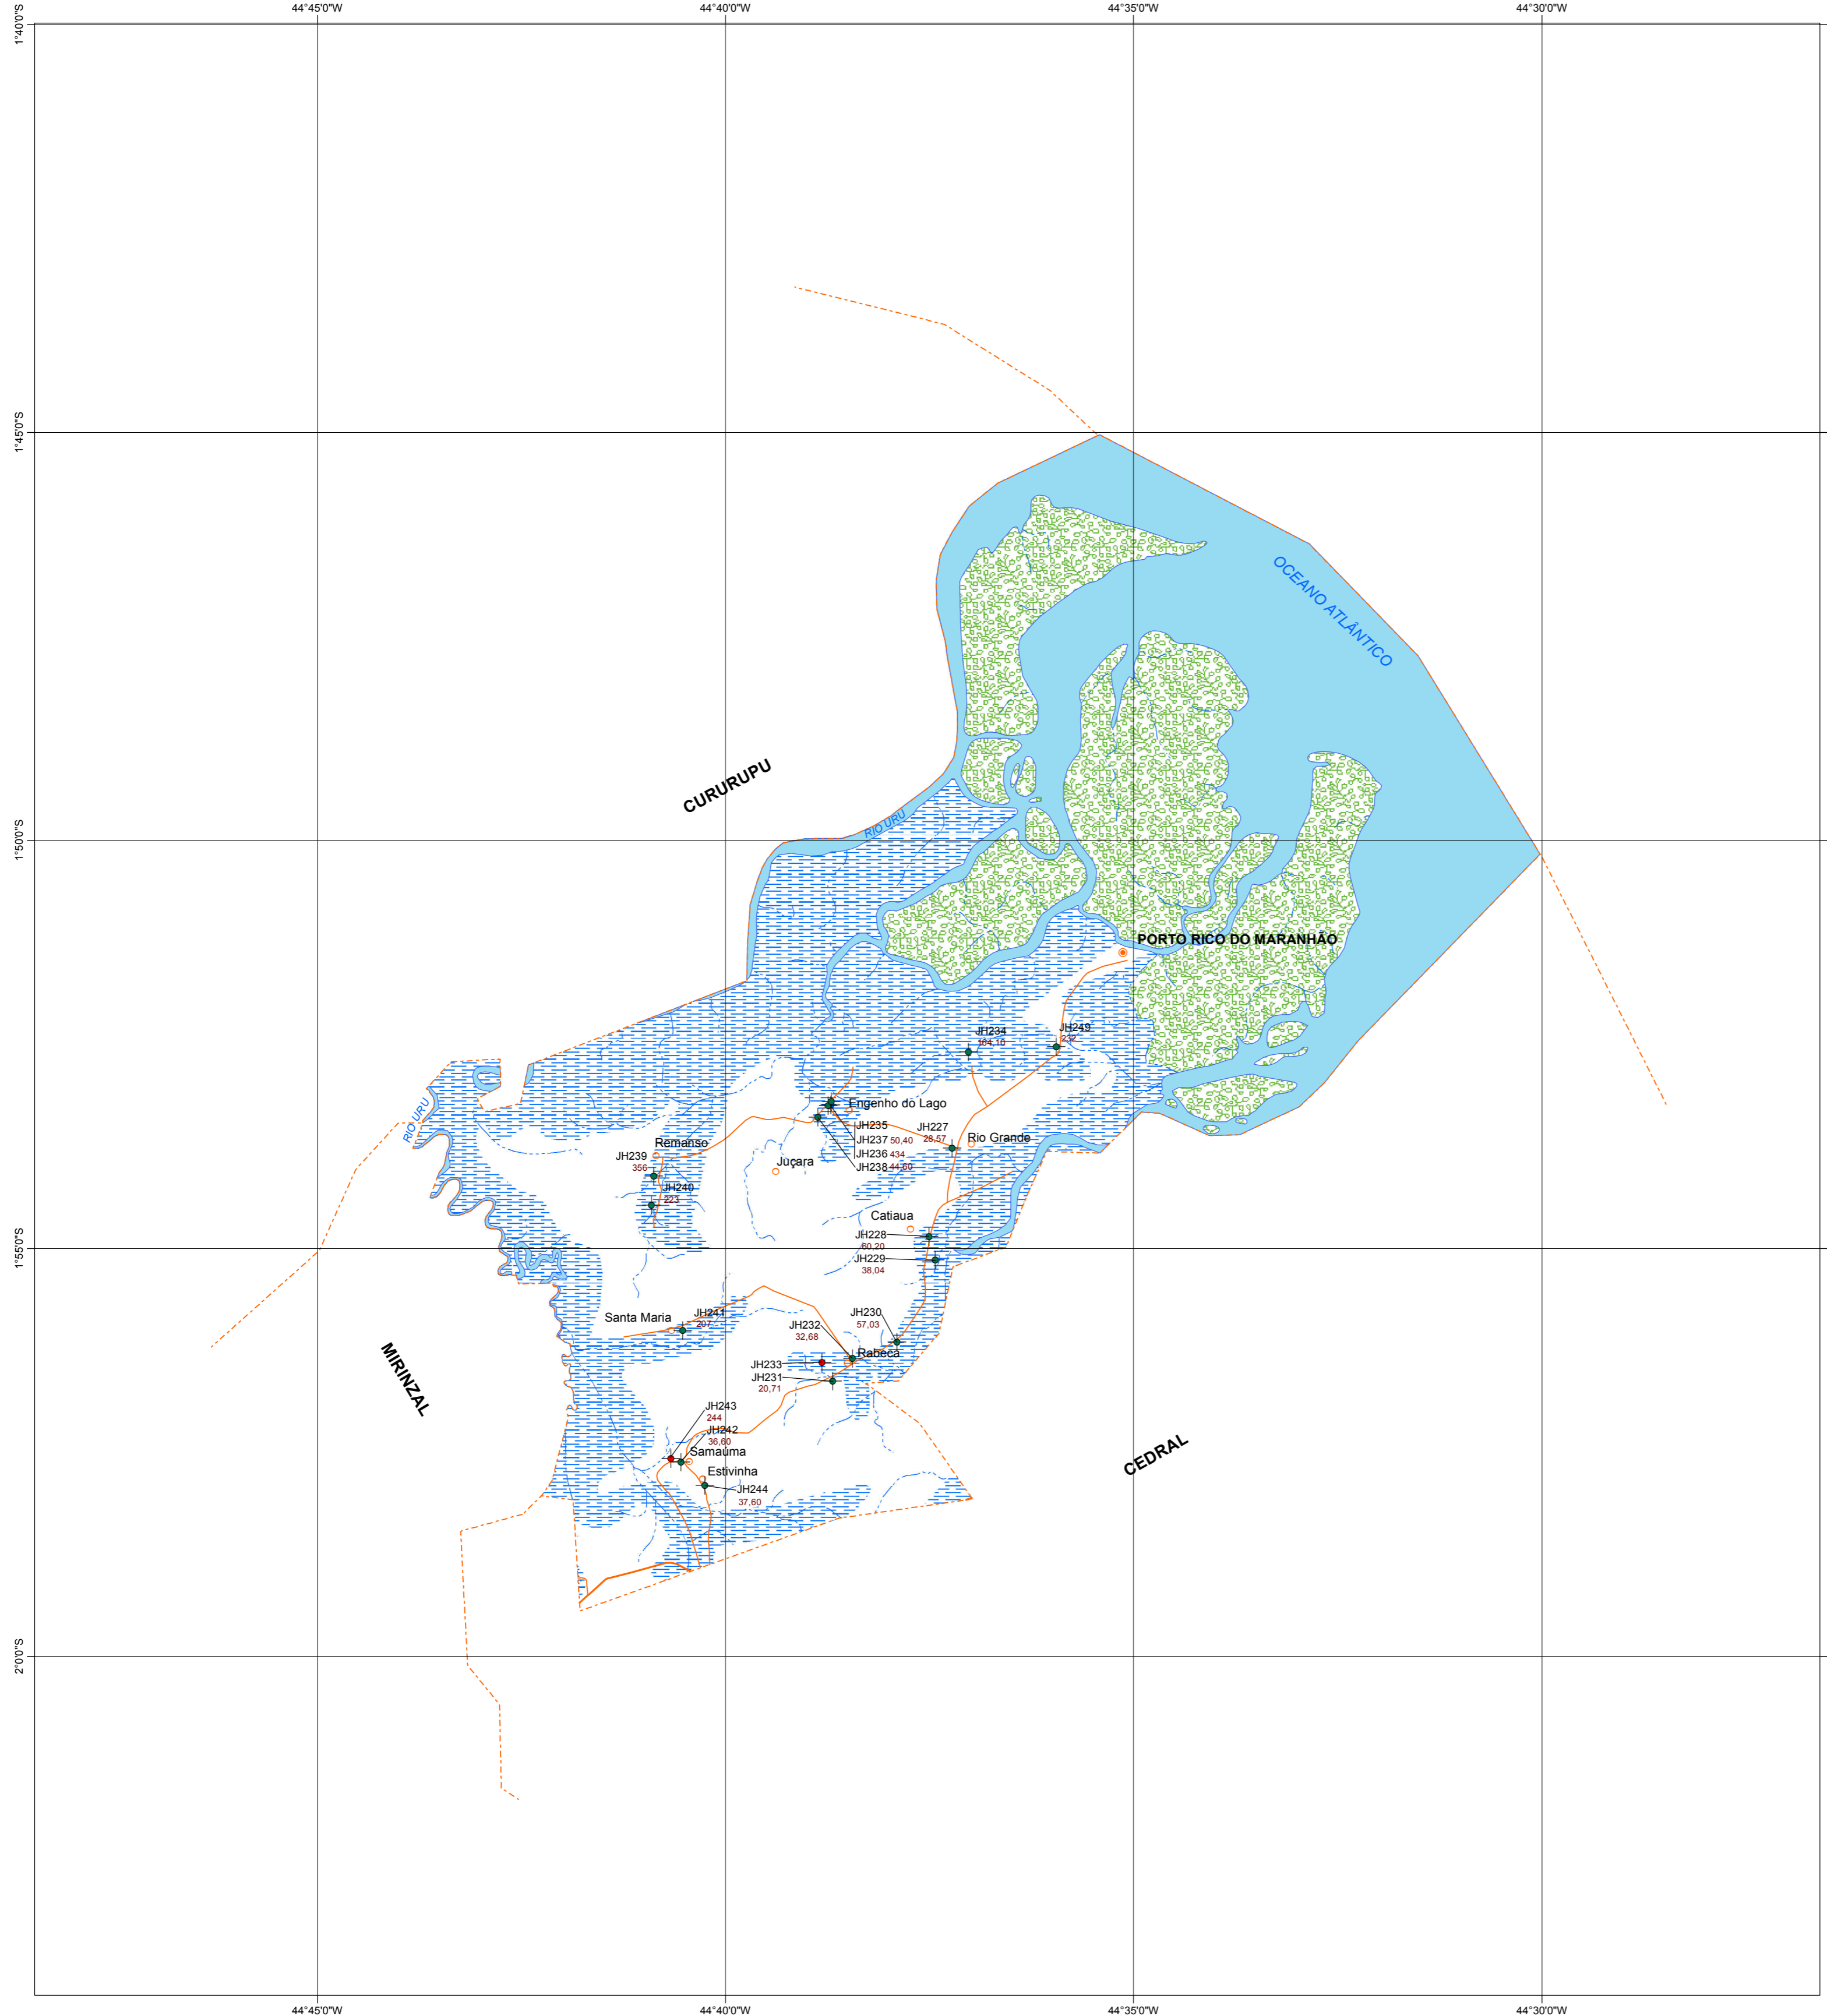 44°45'0"W
44°40'0"W
44°35'0"W
44°30'0"W
1°40'0"S
1°45'0"S
OCEANO ATLÂNTICO
CURURUPU
RIO URU
1°50'0"S
PORTO RICO DO MARANHÃO
JH234
184,10
JH249
232
Engenho do Lago
RIO URU
JH235
JH237 50,40
JH236 434
JH238 44,60
JH227
28,57
Rio Grande
Remanso
JH239
356
Juçara
JH240
223
Catiaua
JH228
60,20
JH229
38,04
1°55'0"S
Santa Maria
JH241
207
JH230
57,03
JH232
32,68
Rabeca
JH233
JH231
20,71
MIRINZAL
JH243
244
JH242
36,60
Samaúma
Estivinha
JH244
37,60
CEDRAL
2°0'0"S
44°45'0"W
44°40'0"W
44°35'0"W
44°30'0"W